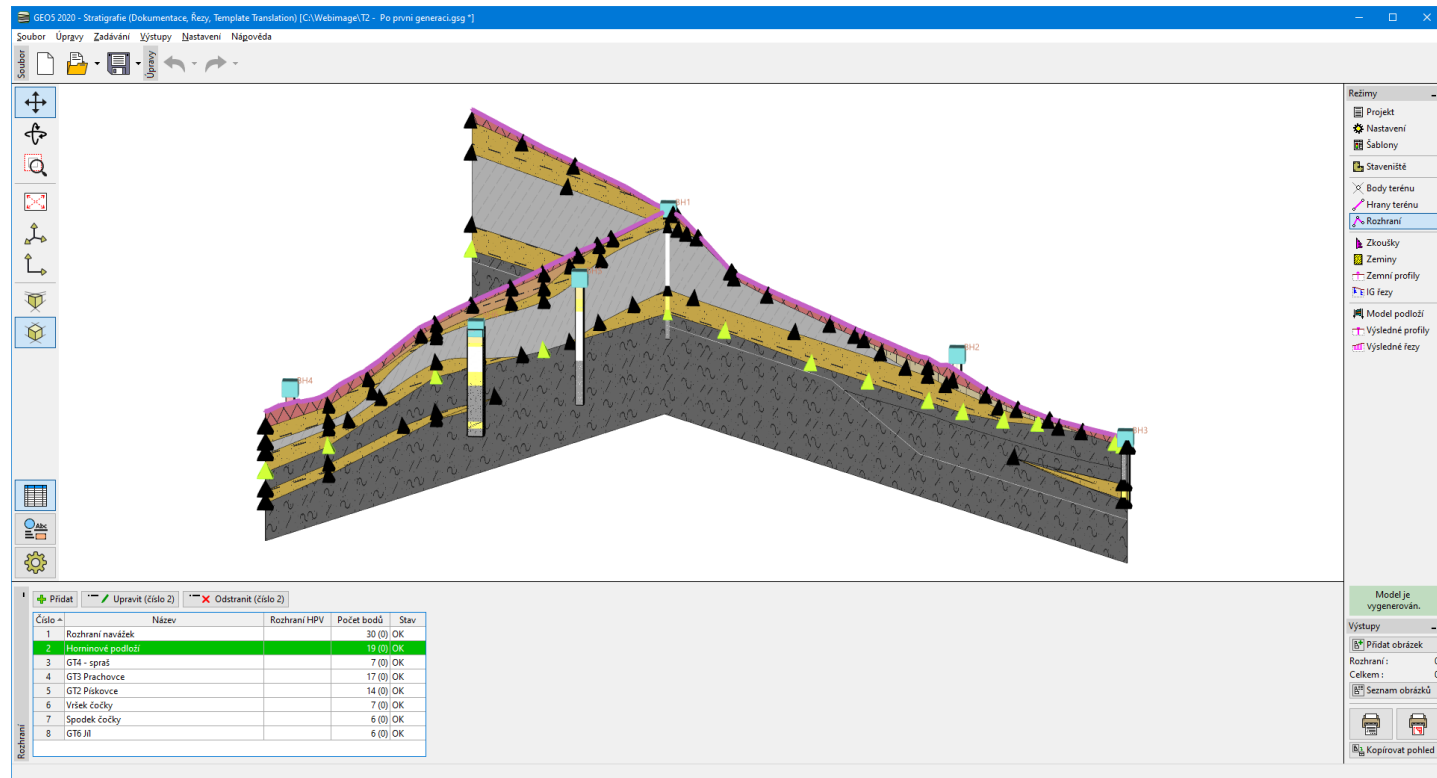 GEO5 2020 - Stratigrafie (Dokumentace, Řezy, Template Translation) [C:\Webimage\T2 - Po prvni generaci.gsg *]
Soubor Úpravy Zadávání Výstupy Nastavení Nápověda
Soubor
Úpravy
BH1
BH2
BH3
BH4
Abc
Režimy
Projekt
Nastavení
Šablony
Staveniště
Body terénu
Hrany terénu
Rozhraní
Zkoušky
Zeminy
Zemní profily
IG řezy
Model podloží
Výsledné profily
Výsledné řezy
Přidat Upravit (číslo 2) Odstranit (číslo 2)
Číslo Název Rozhraní HPV Počet bodů Stav
1 Rozhraní navážek 30 (0) OK
2 Horninové podloží 19 (0) OK
3 GT4 - spraš 7 (0) OK
4 GT3 Prachovce 17 (0) OK
5 GT2 Pískovce 14 (0) OK
6 Vršek čočky 7 (0) OK
7 Spodek čočky 6 (0) OK
8 GT6 Jíl 6 (0) OK
Rozhraní
Model je
vygenerován.
Výstupy
Přidat obrázek
Rozhraní : 0
Celkem : 0
Seznam obrázků
Kopírovat pohled